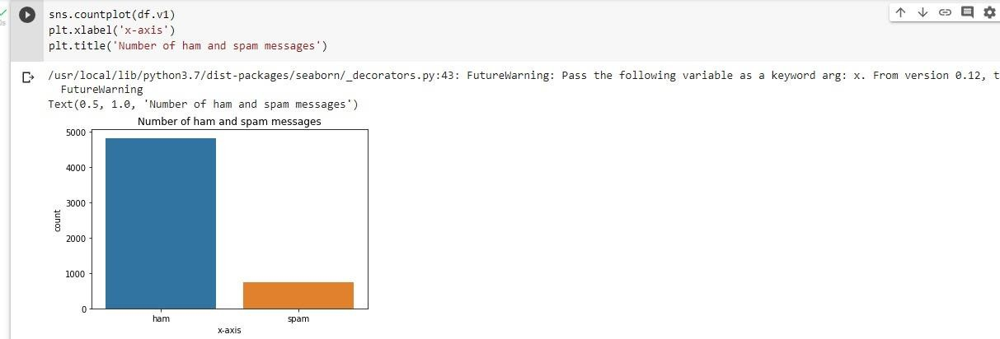 sns.countplot(df.v1)
plt.xlabel('x-axis')
plt.title('Number of ham and spam messages')
/usr/local/lib/python3.7/dist-packages/seaborn/_decorators.py:43: FutureWarning: Pass the following variable as a keyword arg: x. From version 0.12, t
FutureWarning
Text(0.5, 1.0, 'Number of ham and spam messages')
Number of ham and spam messages
5000
4000
3000
2000
1000
0
count
ham spam
x-axis